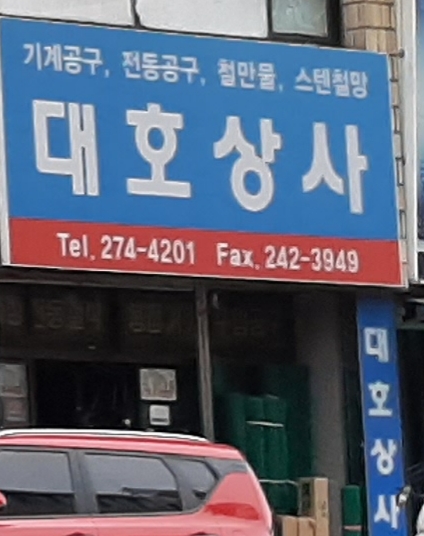 기계공구, 전동공구, 철만물, 스텐철망
대호상사
Tel. 274-4201 Fax. 242-3949
대호상사